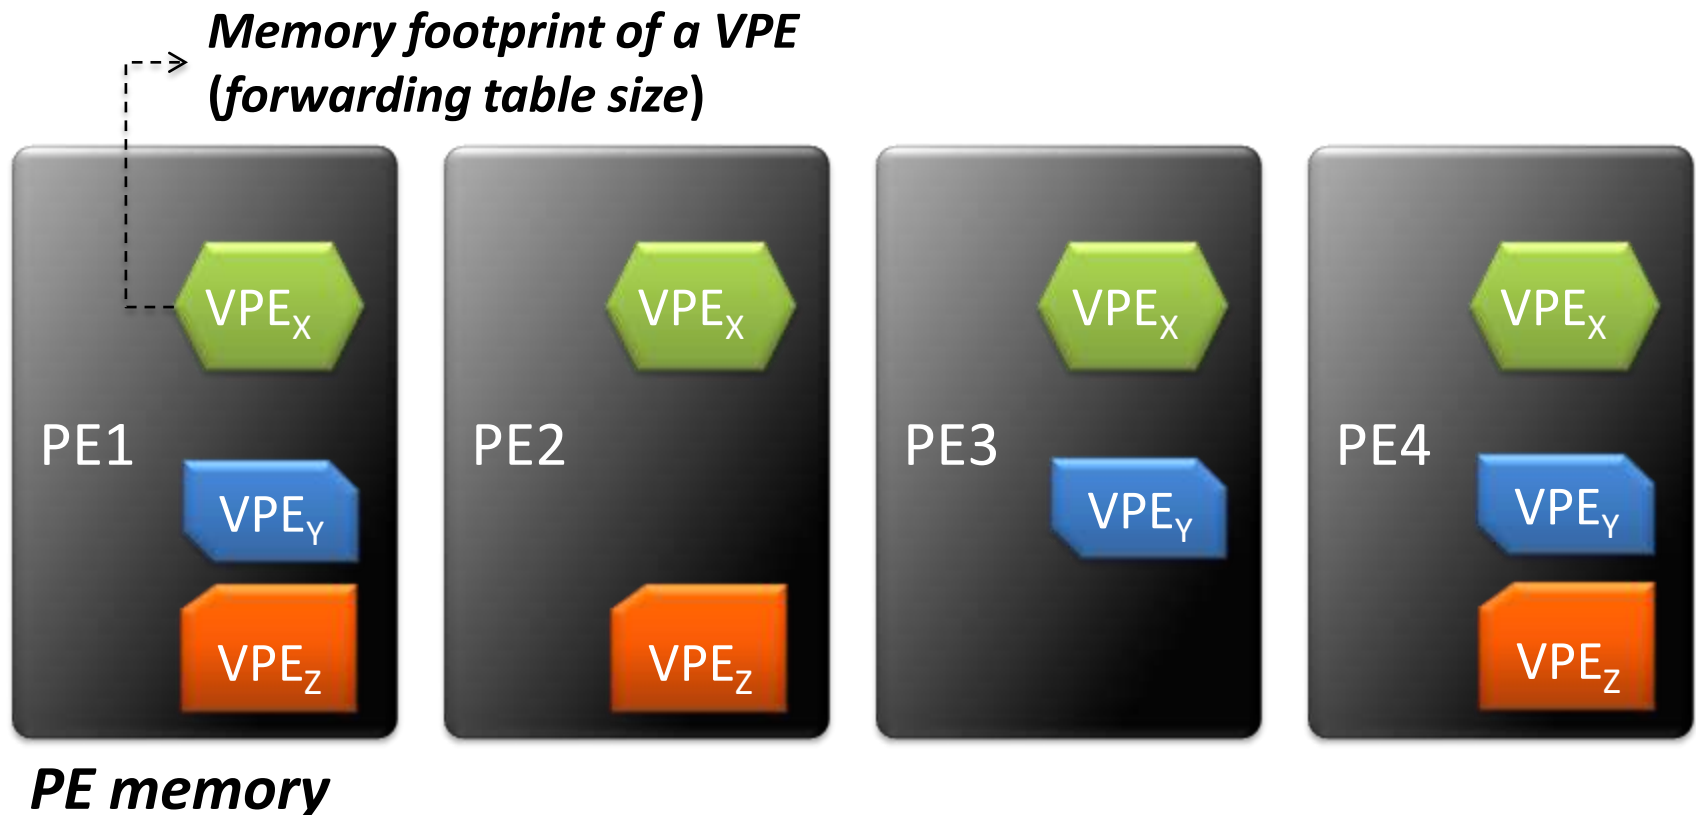 Memory footprint of a VPE
(forwarding table size)
VPEX
VPEX
VPEX
VPEX
PE1
PE2
PE3
PE4
VPEY
VPEY
VPEY
VPEZ
VPEZ
VPEZ
PE memory